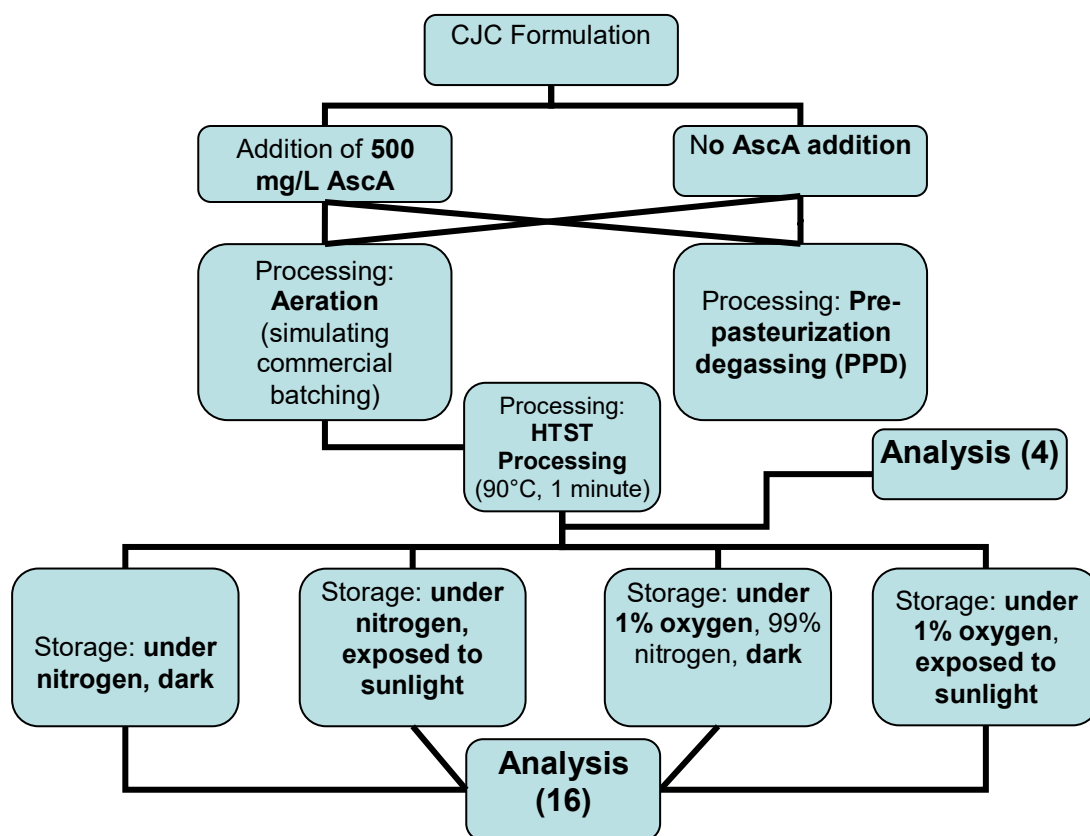 CJC Formulation
Addition of 500
mg/L AscA
No AscA addition
Processing:
Aeration
(simulating
commercial
batching)
Processing: Pre-
pasteurization
degassing (PPD)
Processing:
HTST
Processing
(90°C, 1 minute)
Analysis (4)
Storage: under
nitrogen, dark
Storage: under
nitrogen,
exposed to
sunlight
Storage: under
1% oxygen, 99%
nitrogen, dark
Storage: under
1% oxygen,
exposed to
sunlight
Analysis
(16)